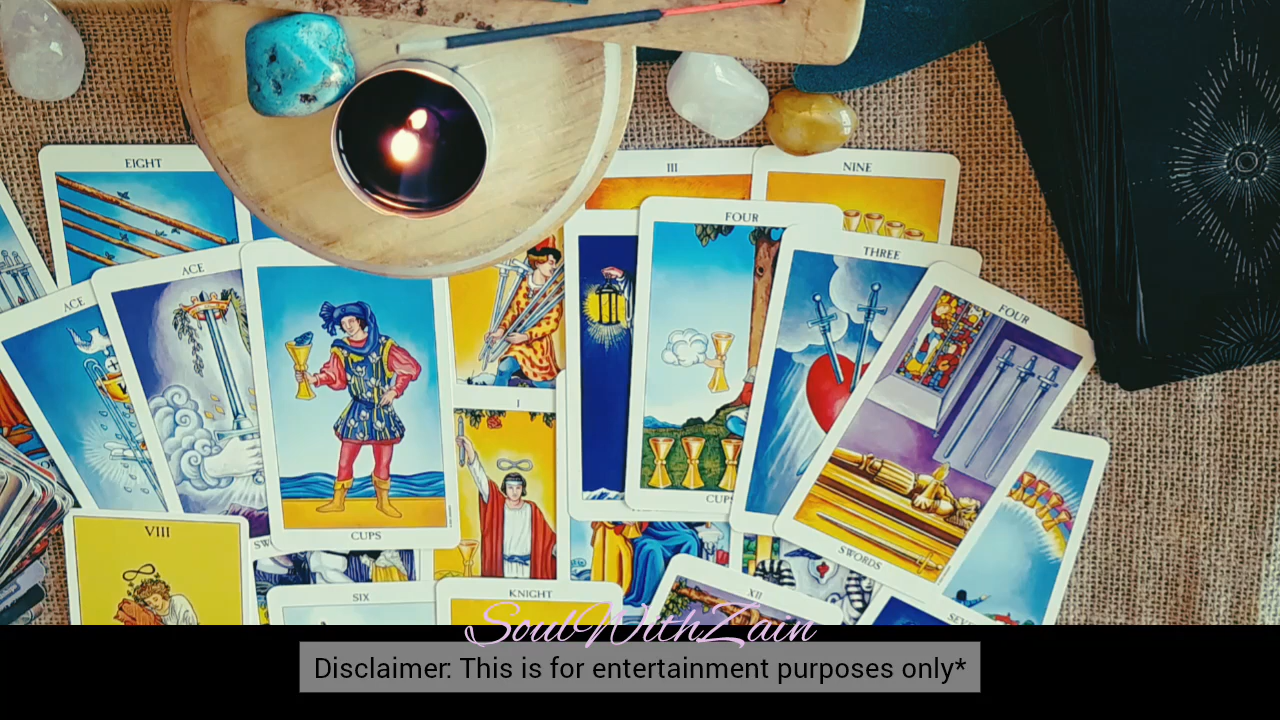 EIGHT
III
NINE
FOUR
THREE
ACE
ACE
FOUR
I
CUPS
CUPS
SWORDS
VIII
SIX
KNIGHT
XII
SoulWithZain
Disclaimer: This is for entertainment purposes only*